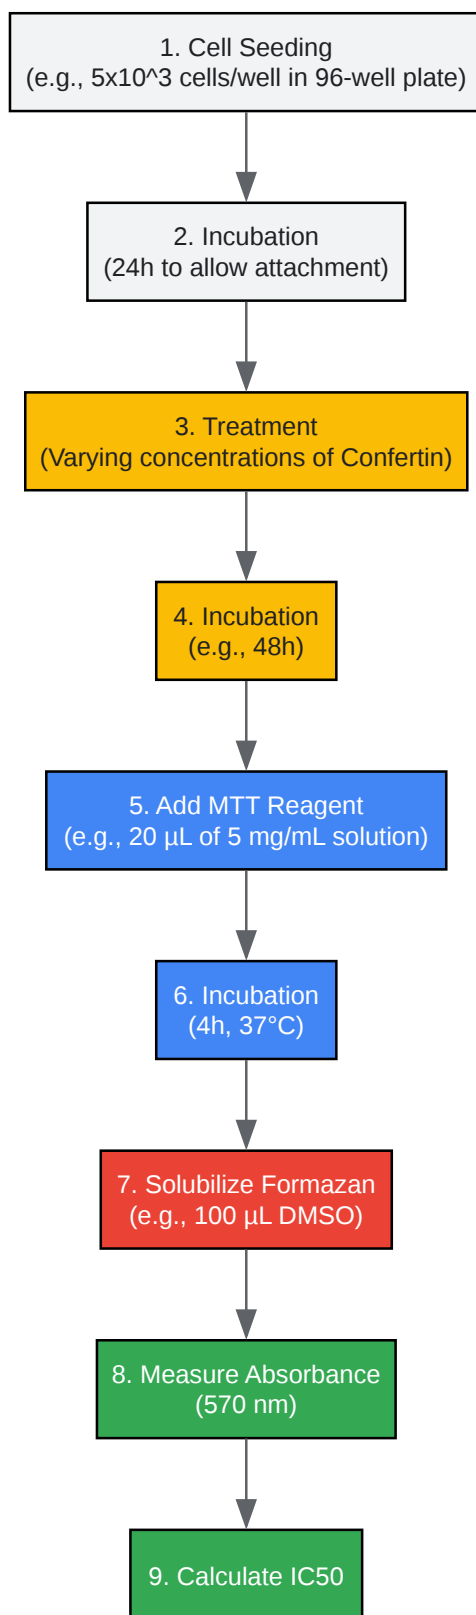 1. Cell Seeding
(e.g., 5x10^3 cells/well in 96-well plate)
2. Incubation
(24h to allow attachment)
3. Treatment
(Varying concentrations of Confertin)
4. Incubation
(e.g., 48h)
5. Add MTT Reagent
(e.g., 20 µL of 5 mg/mL solution)
6. Incubation
(4h, 37°C)
7. Solubilize Formazan
(e.g., 100 µL DMSO)
8. Measure Absorbance
(570 nm)
9. Calculate IC50